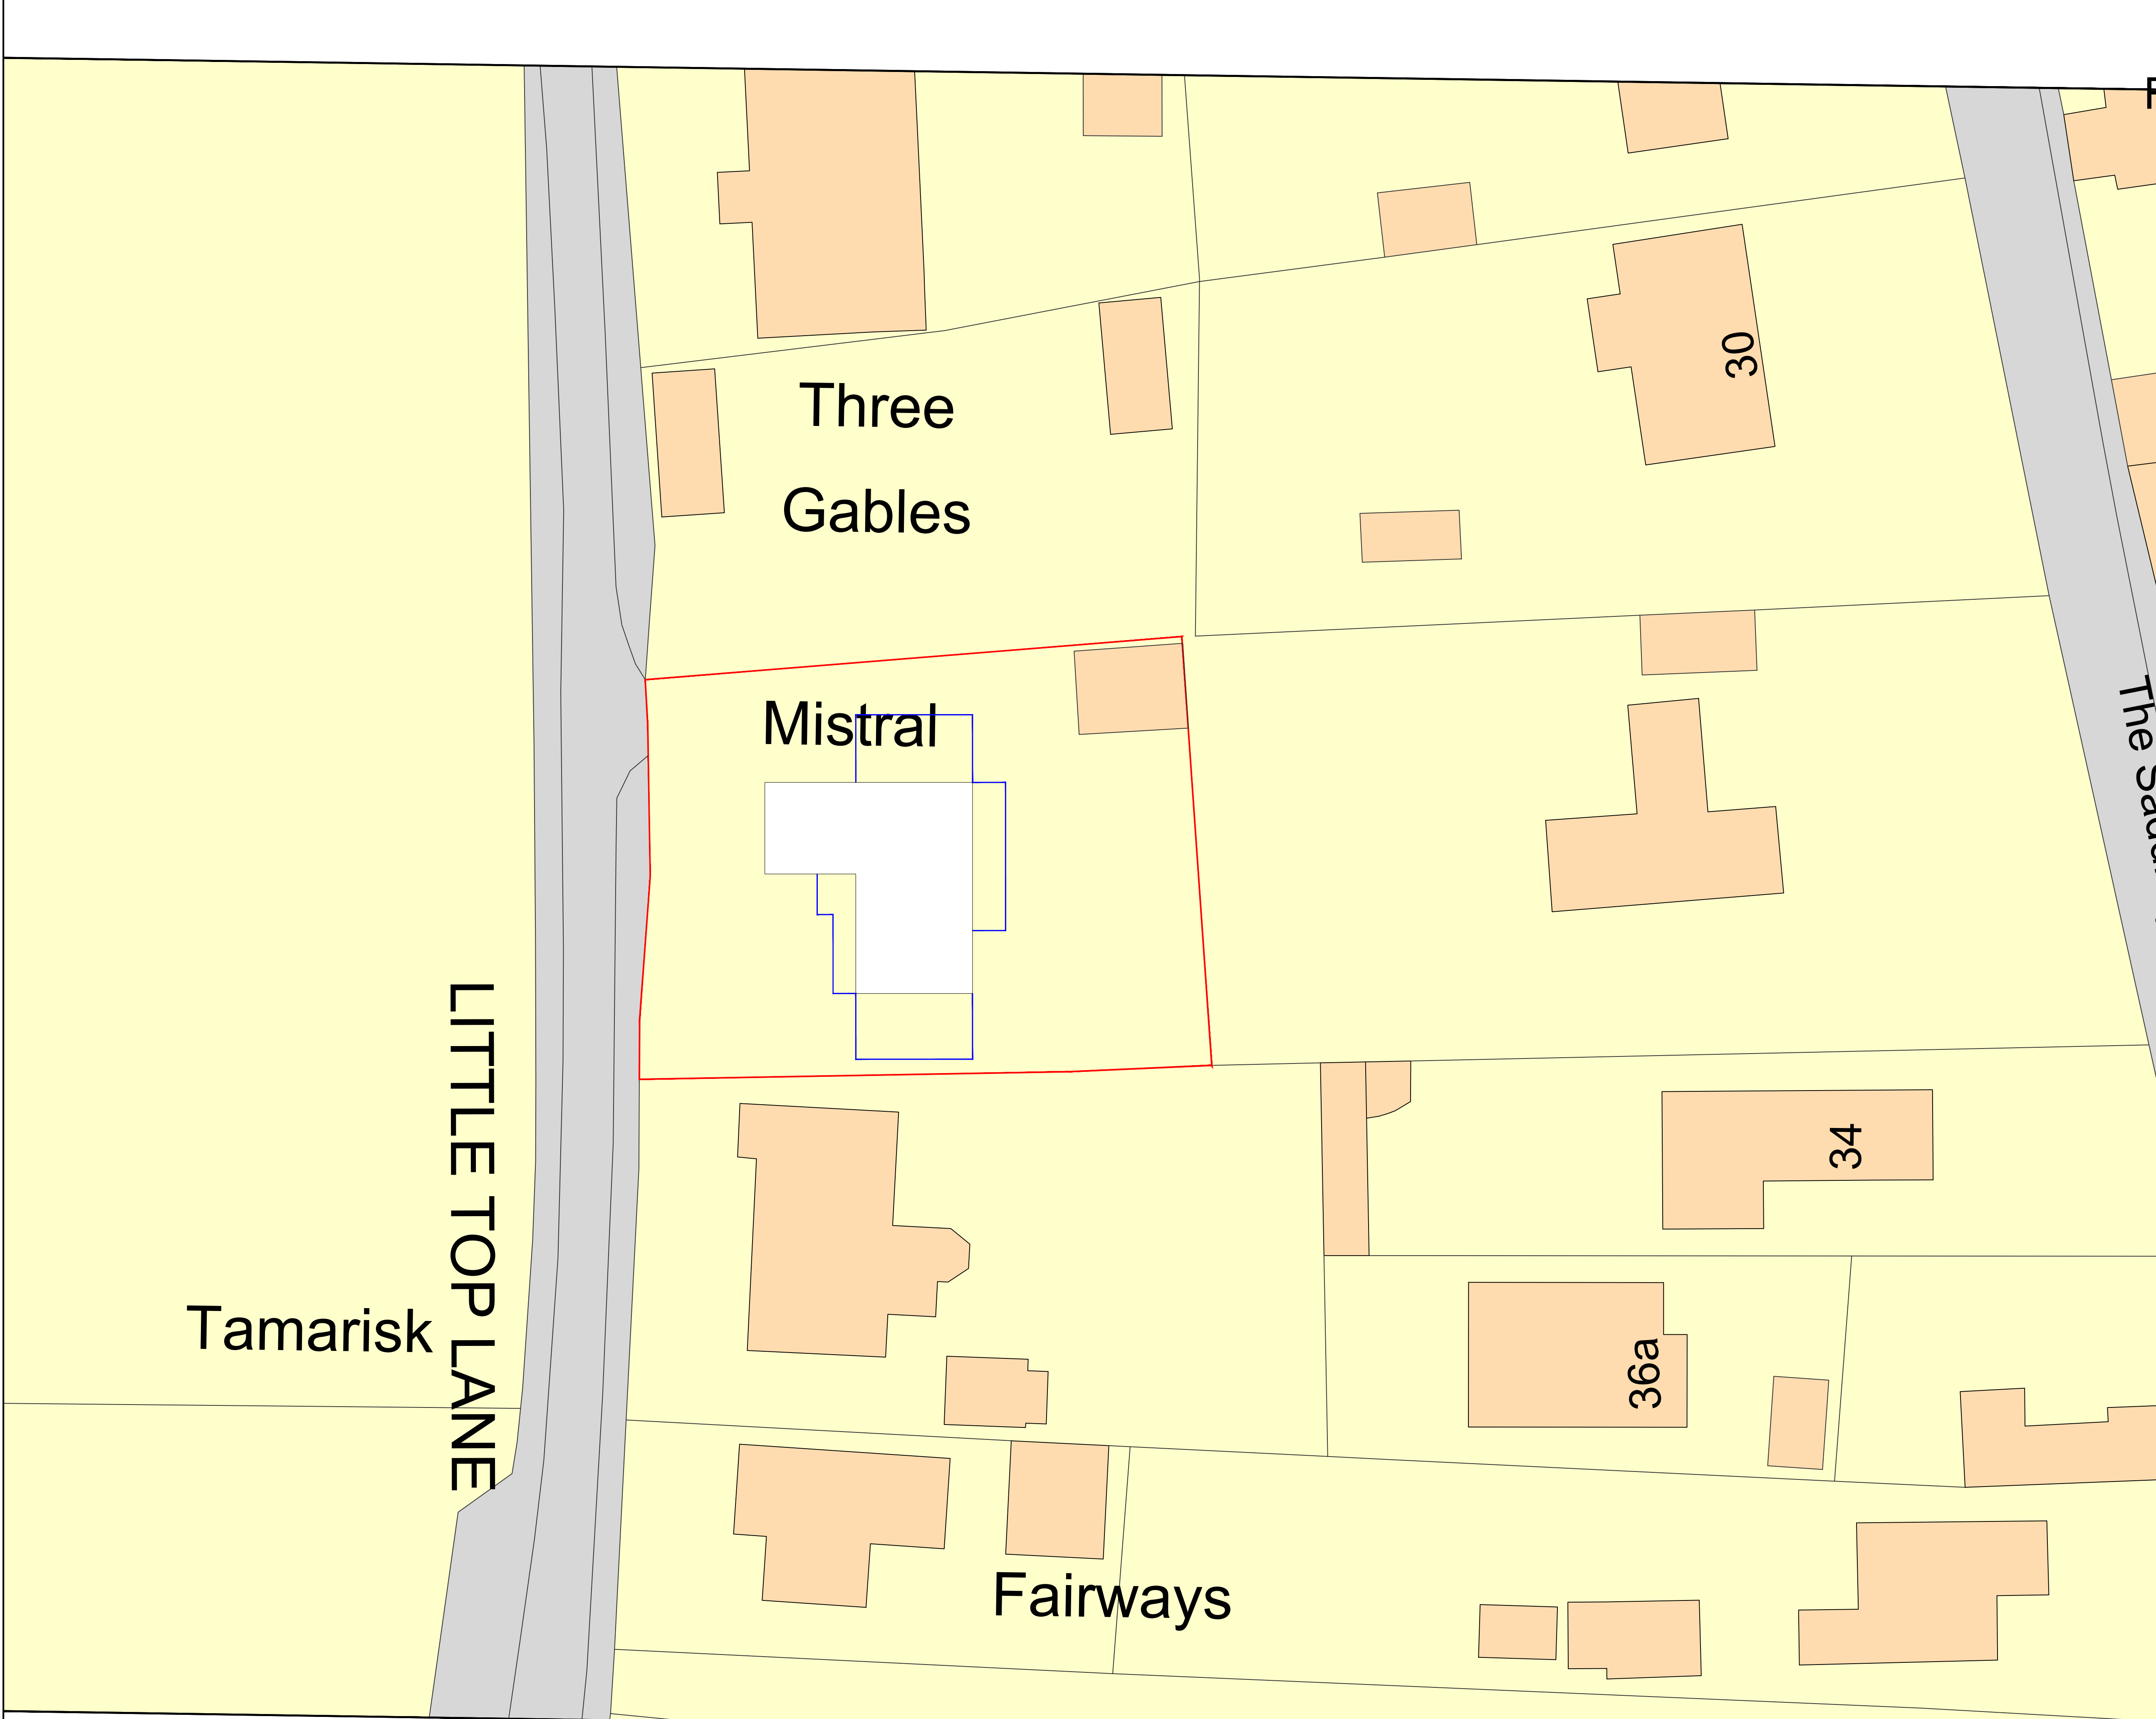 Three
Gables
30
Mistral
The
LITTLE TOP LANE
34
Tamarisk
36a
Fairways